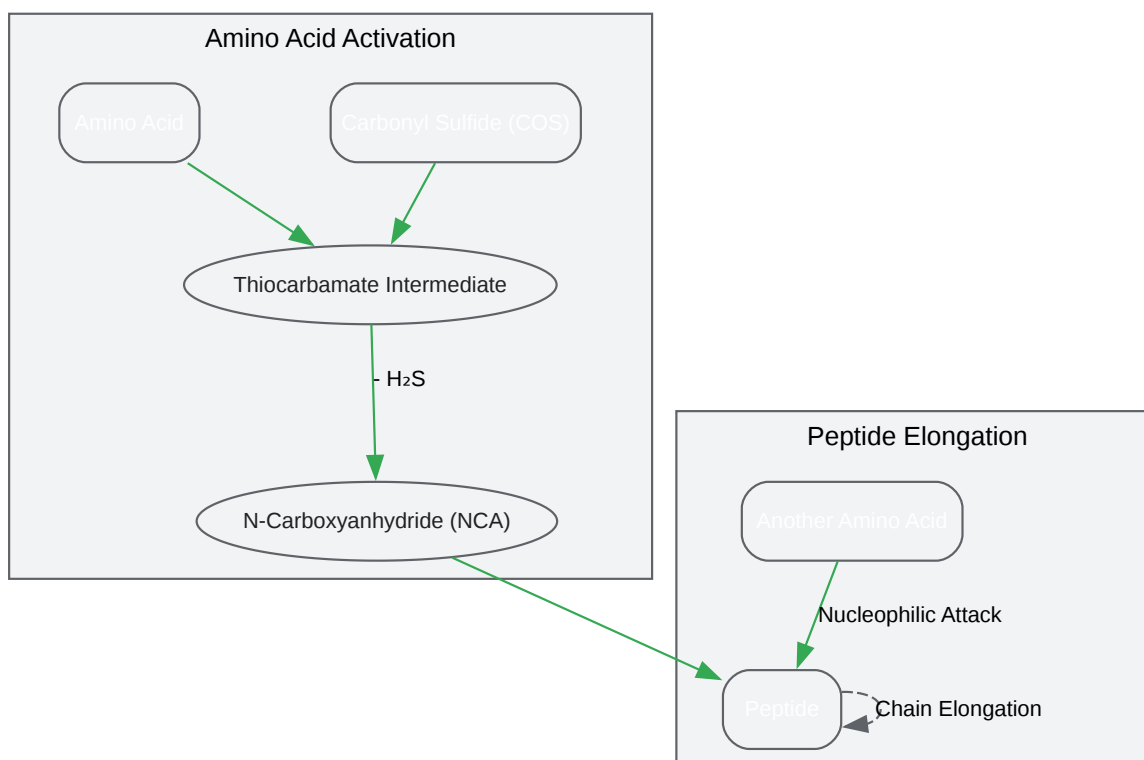 Amino Acid Activation
Amino Acid
Carbonyl Sulfide (COS)
Thiocarbamate Intermediate
- H₂S
N-Carboxyanhydride (NCA)
Peptide Elongation
Another Amino Acid
Nucleophilic Attack
Peptide
Chain Elongation